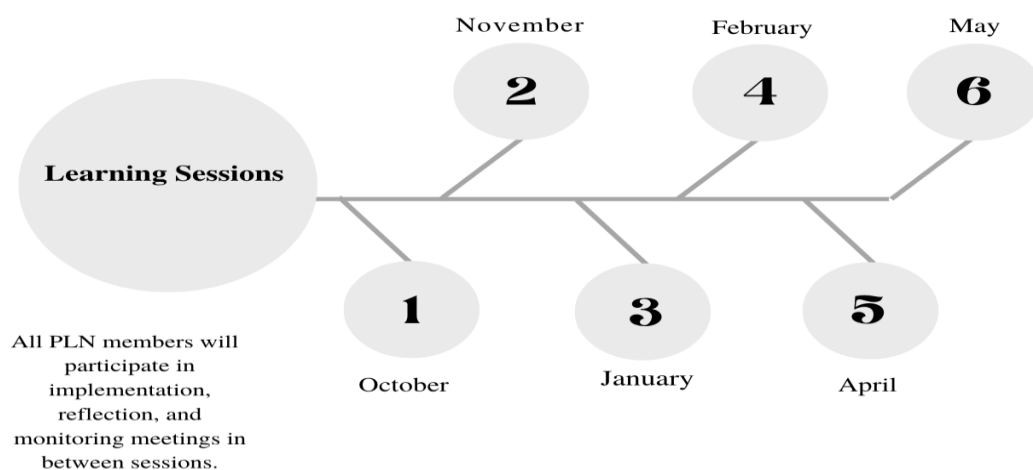 November
February
May
2
4
6
Learning Sessions
1
3
5
October
January
April
All PLN members will
participate in
implementation,
reflection, and
monitoring meetings in
between sessions.